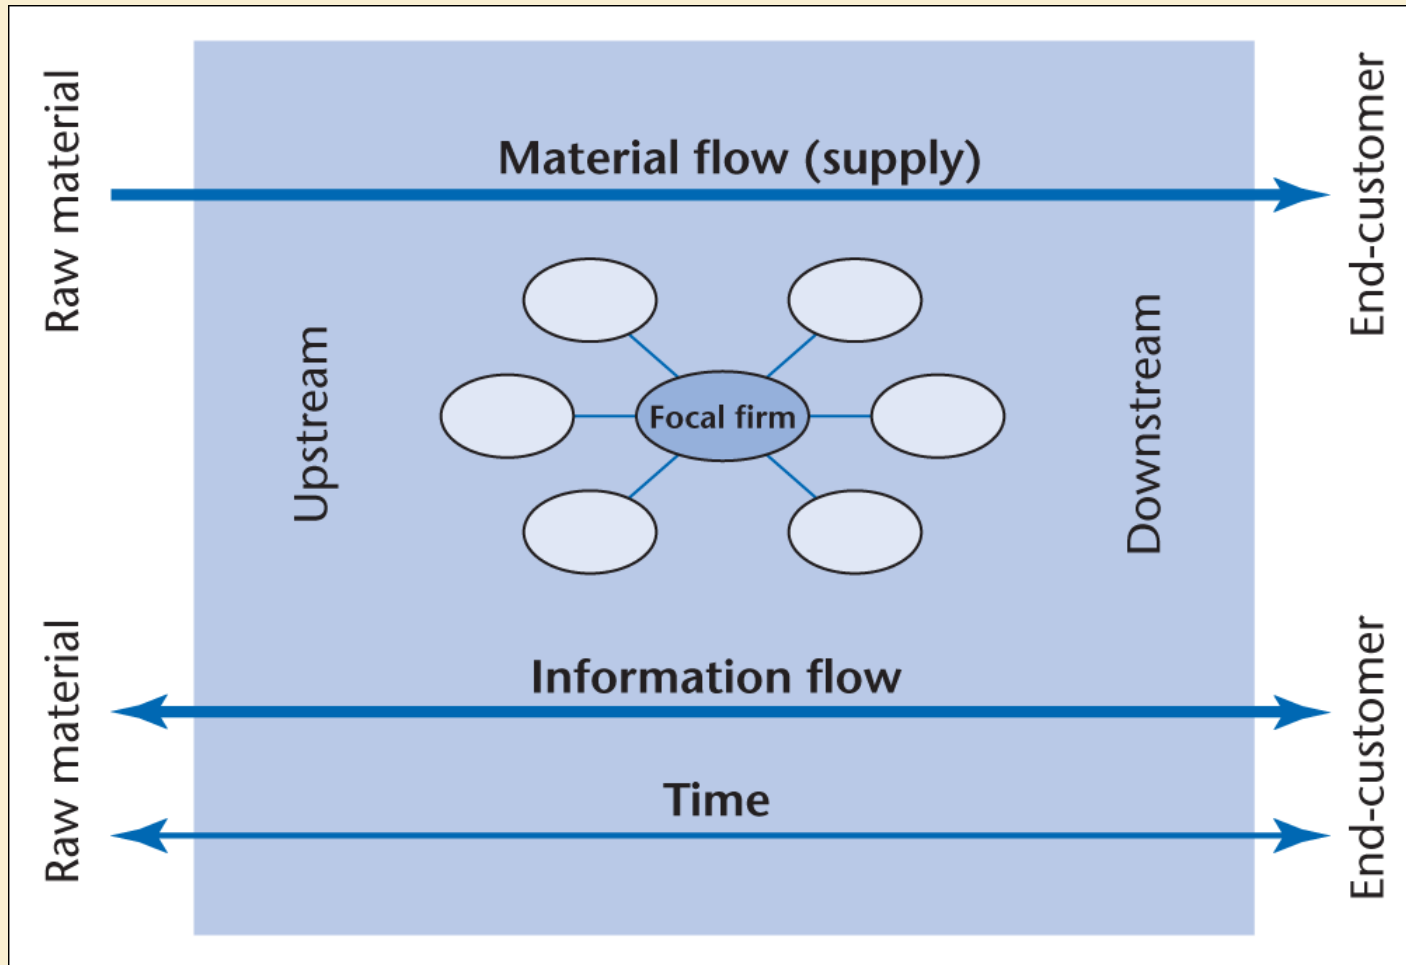 Raw material
Material flow (supply)
End-customer
Upstream
Focal firm
Downstream
Raw material
Information flow
Time
End-customer